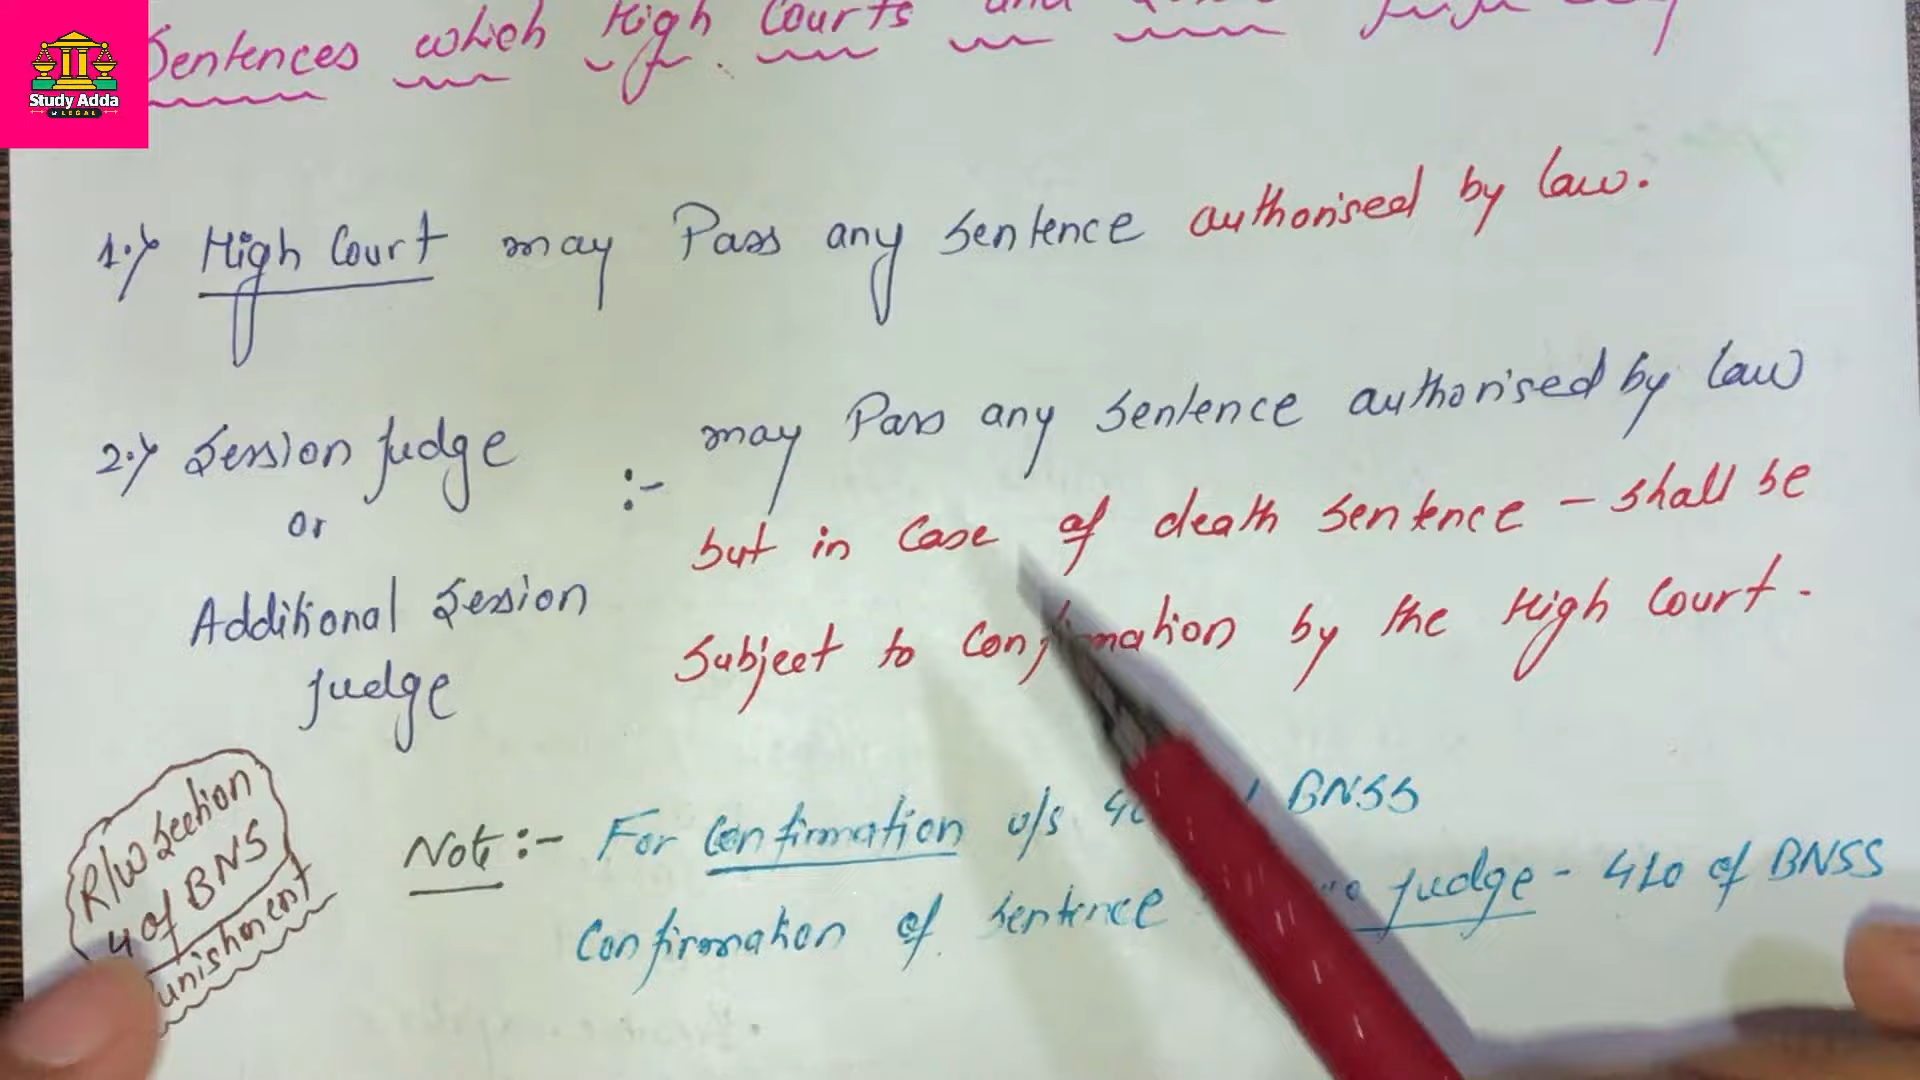 Study Adda
LEGAL
Sentences which High Courts and
1.) High Court may Pass any sentence authorised by law.
2.) Session Judge
or
Additional Session
Judge
:- may Pass any sentence authorised by law
but in case of death sentence - shall be
subject to by the High Court.
R/W Section
4 of BNS
Note :- For Confirmation u/s BNSS
Confirmation of sentence Judge - 410 of BNSS